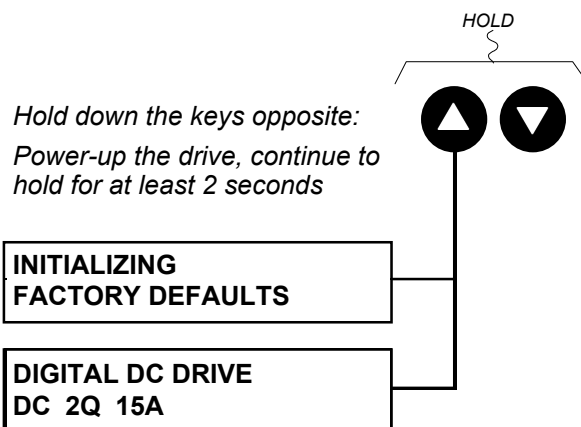 HOLD
Hold down the keys opposite:
Power-up the drive, continue to
hold for at least 2 seconds
INITIALIZING
FACTORY DEFAULTS
DIGITAL DC DRIVE
DC 2Q 15A